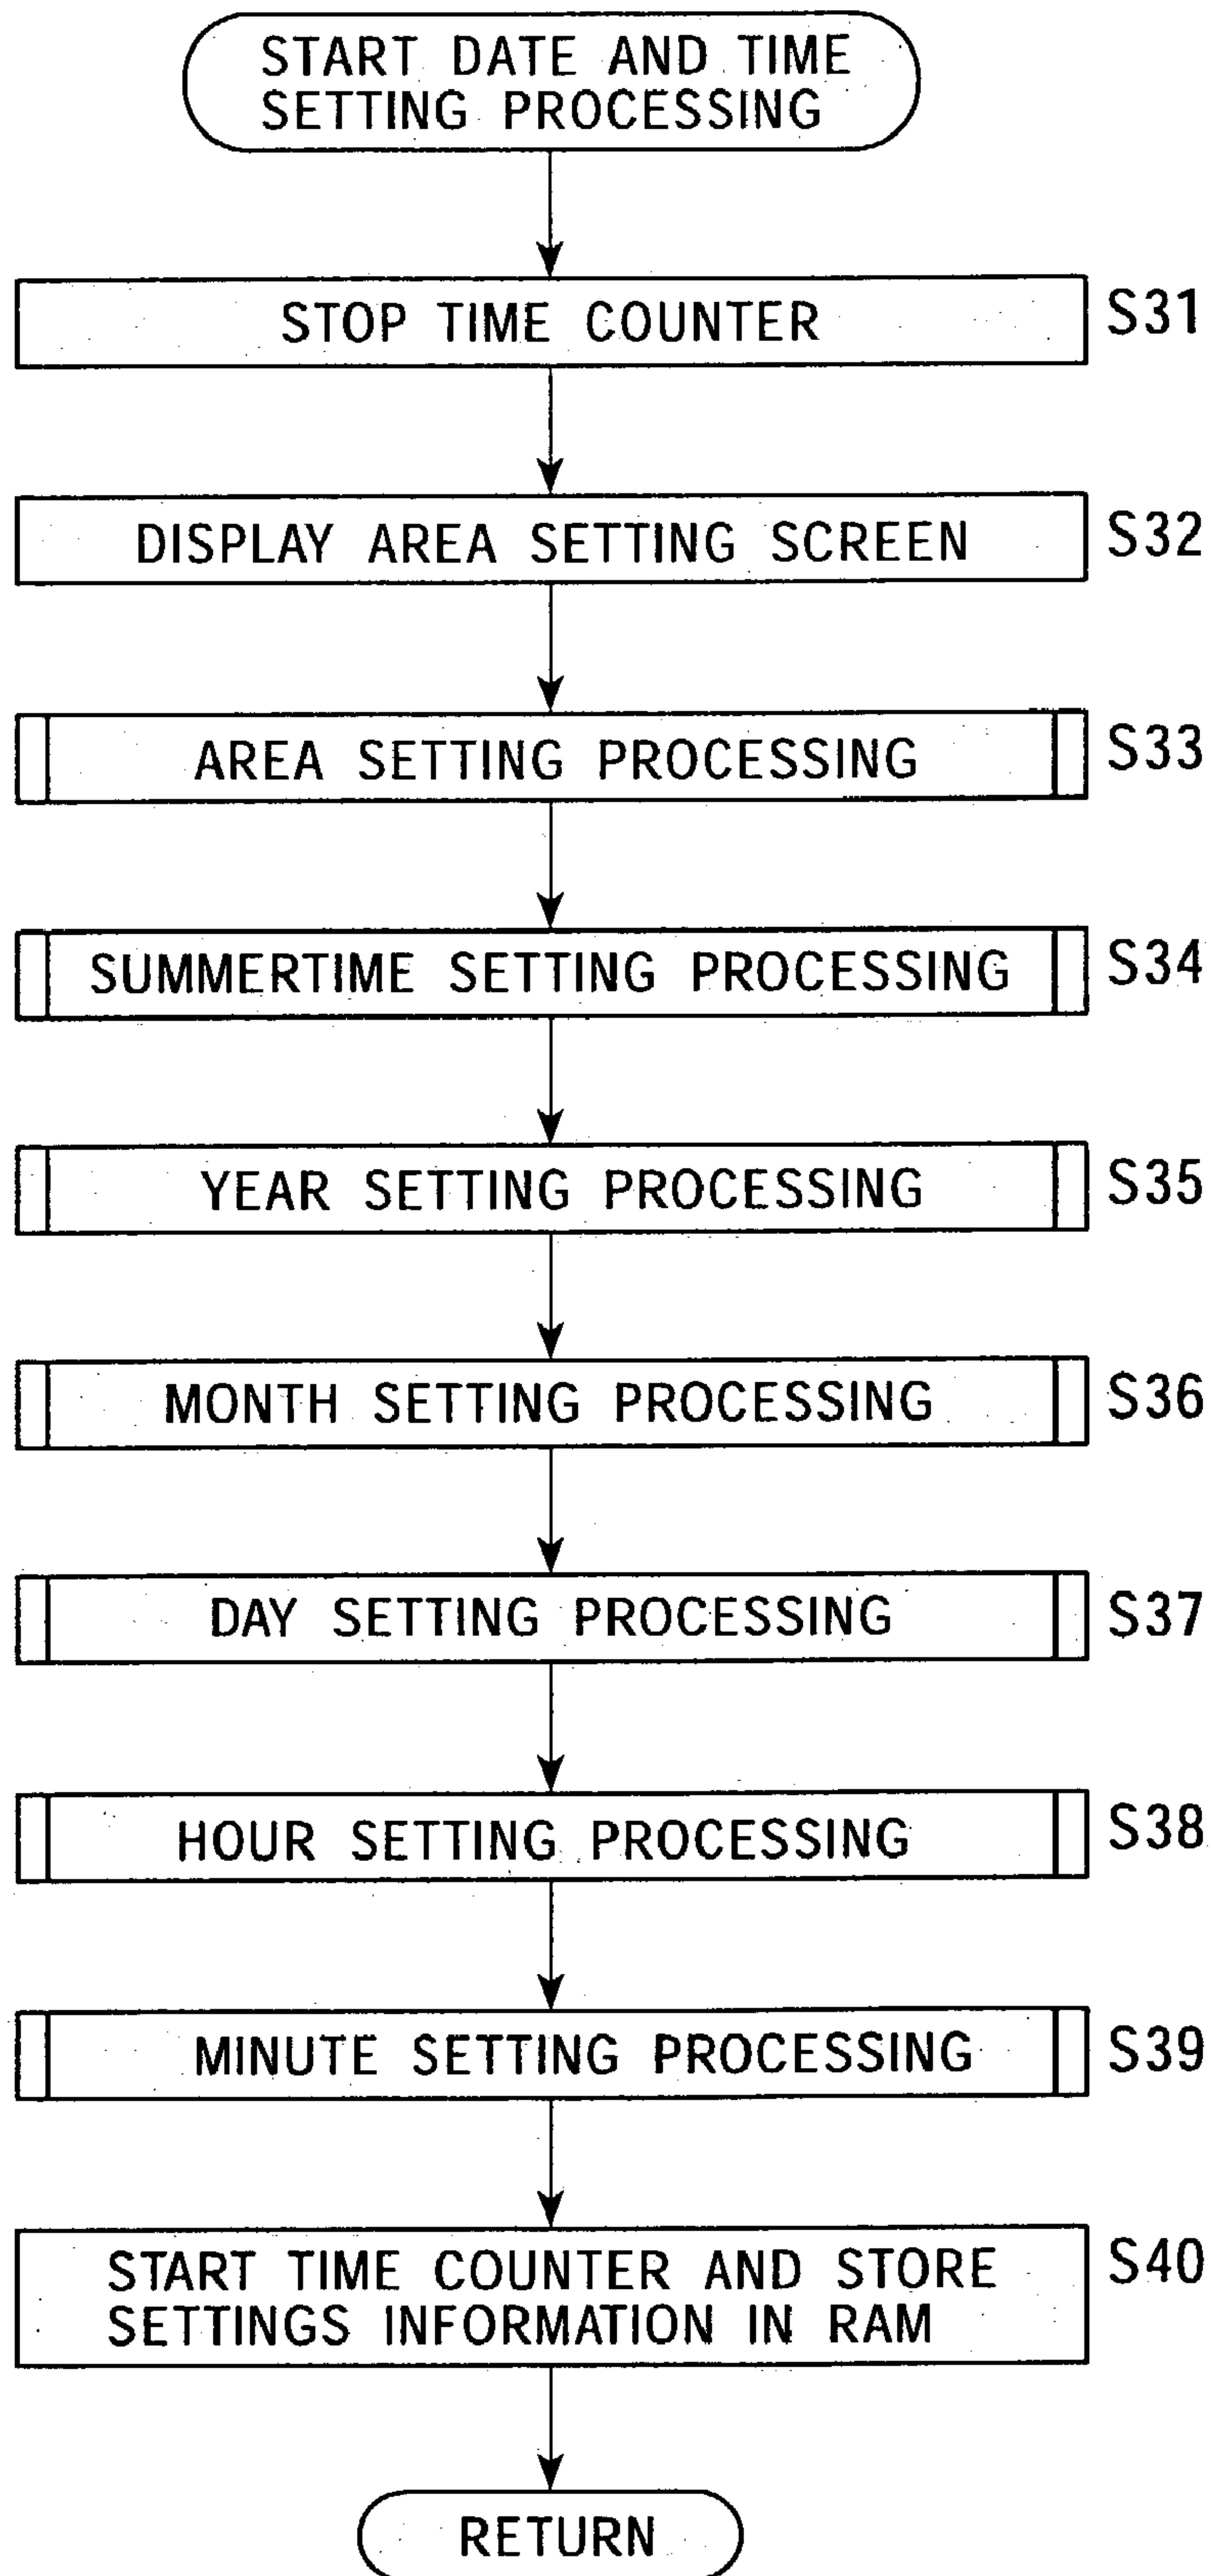 START DATE AND TIME
SETTING PROCESSING
STOP TIME COUNTER
S31
DISPLAY AREA SETTING SCREEN
S32
AREA SETTING PROCESSING
S33
SUMMERTIME SETTING PROCESSING
S34
YEAR SETTING PROCESSING
S35
MONTH SETTING PROCESSING
S36
DAY SETTING PROCESSING
S37
HOUR SETTING PROCESSING
S38
MINUTE SETTING PROCESSING
S39
START TIME COUNTER AND STORE
SETTINGS INFORMATION IN RAM
S40
RETURN